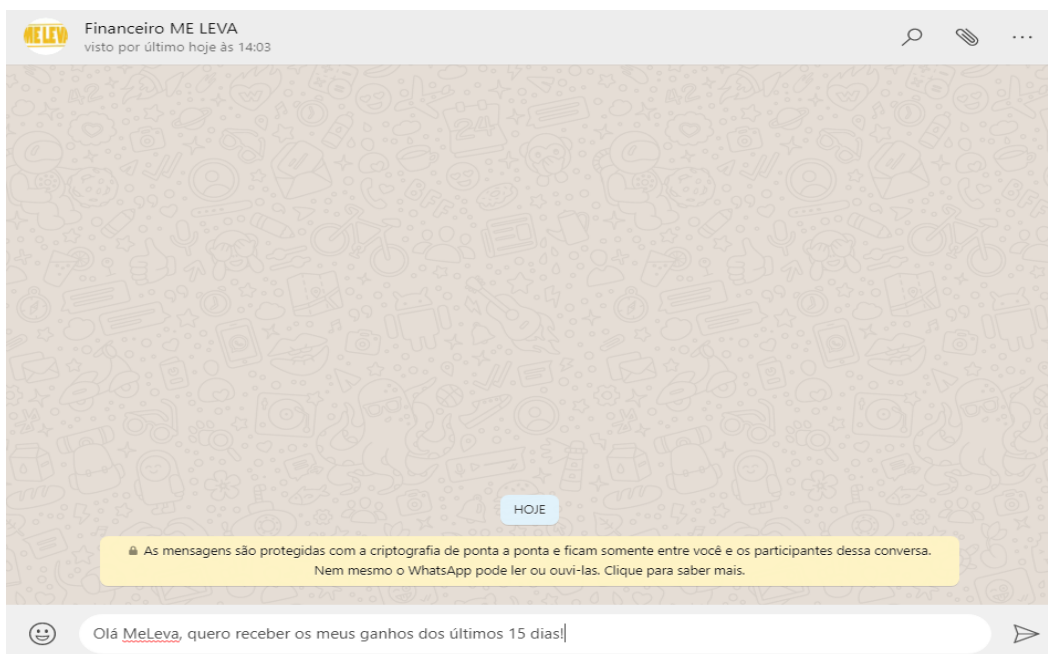 MELEV
Financeiro ME LEVA
visto por último hoje às 14:03
HOJE
As mensagens são protegidas com a criptografia de ponta a ponta e ficam somente entre você e os participantes dessa conversa.
Nem mesmo o WhatsApp pode ler ou ouvi-las. Clique para saber mais.
Olá MeLeva, quero receber os meus ganhos dos últimos 15 dias!